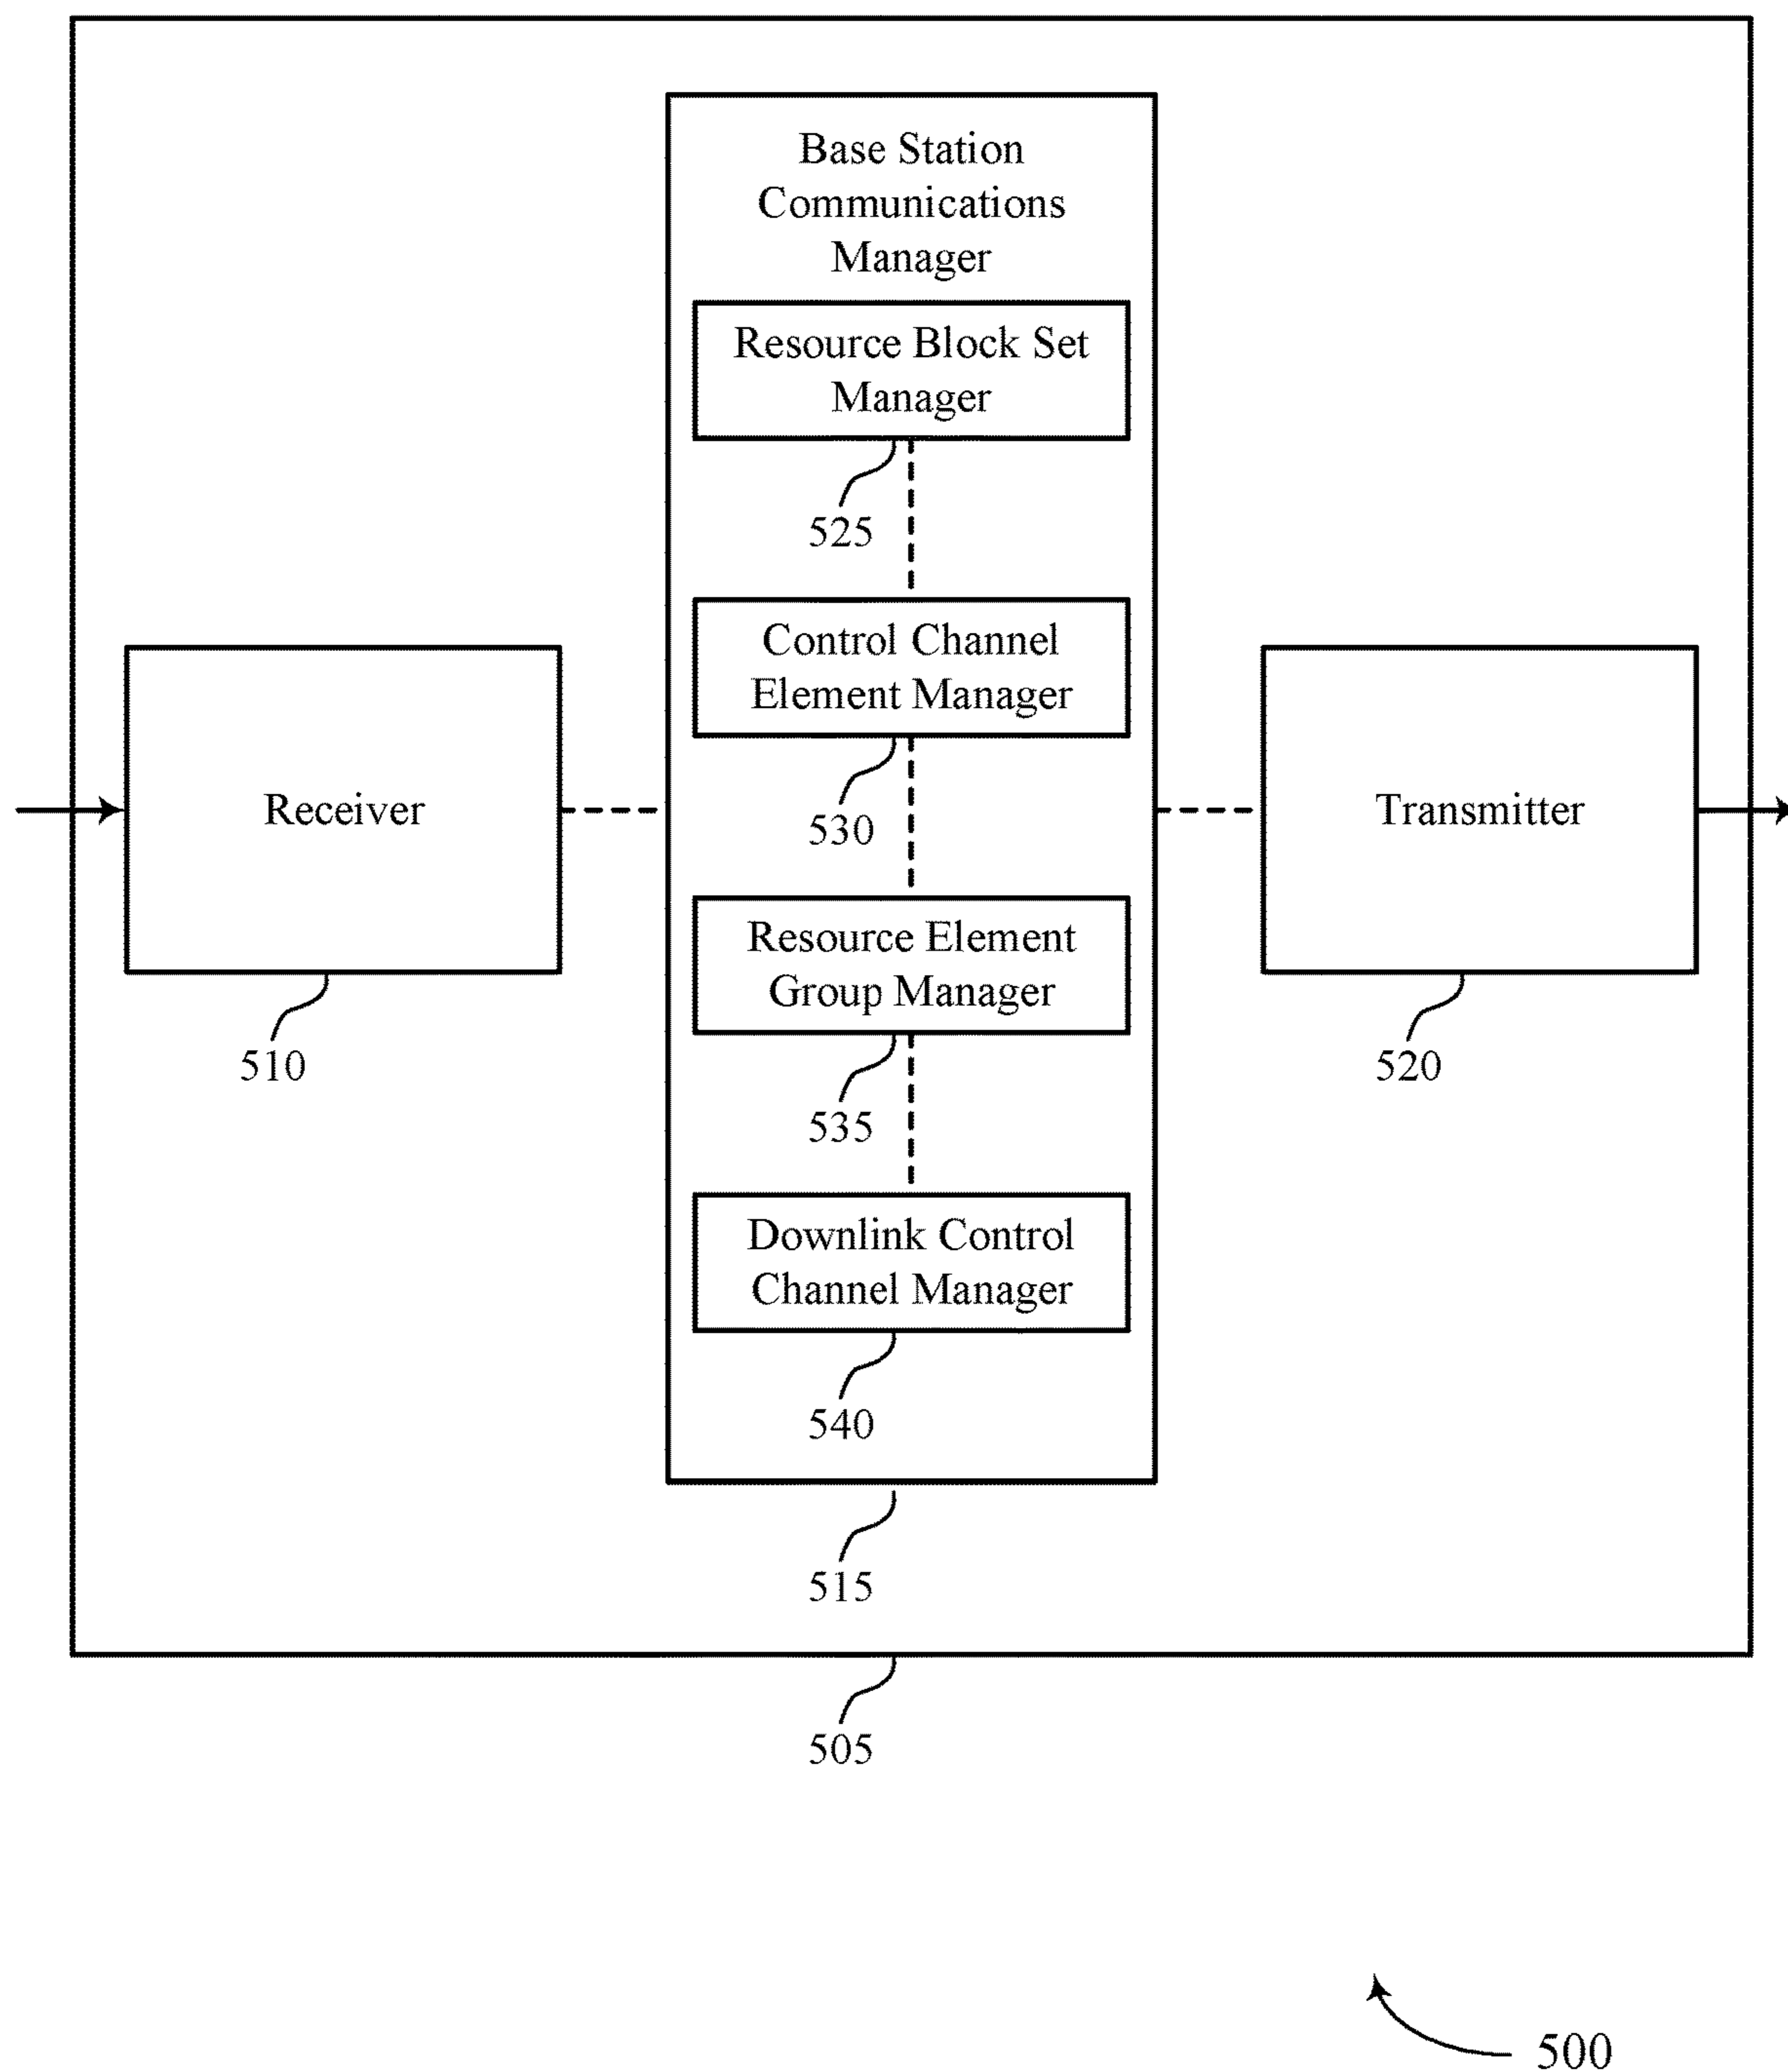 Base Station
Communications
Manager
Resource Block Set
Manager
525
Control Channel
Element Manager
530
Receiver
510
Transmitter
520
Resource Element
Group Manager
535
Downlink Control
Channel Manager
540
515
505
500